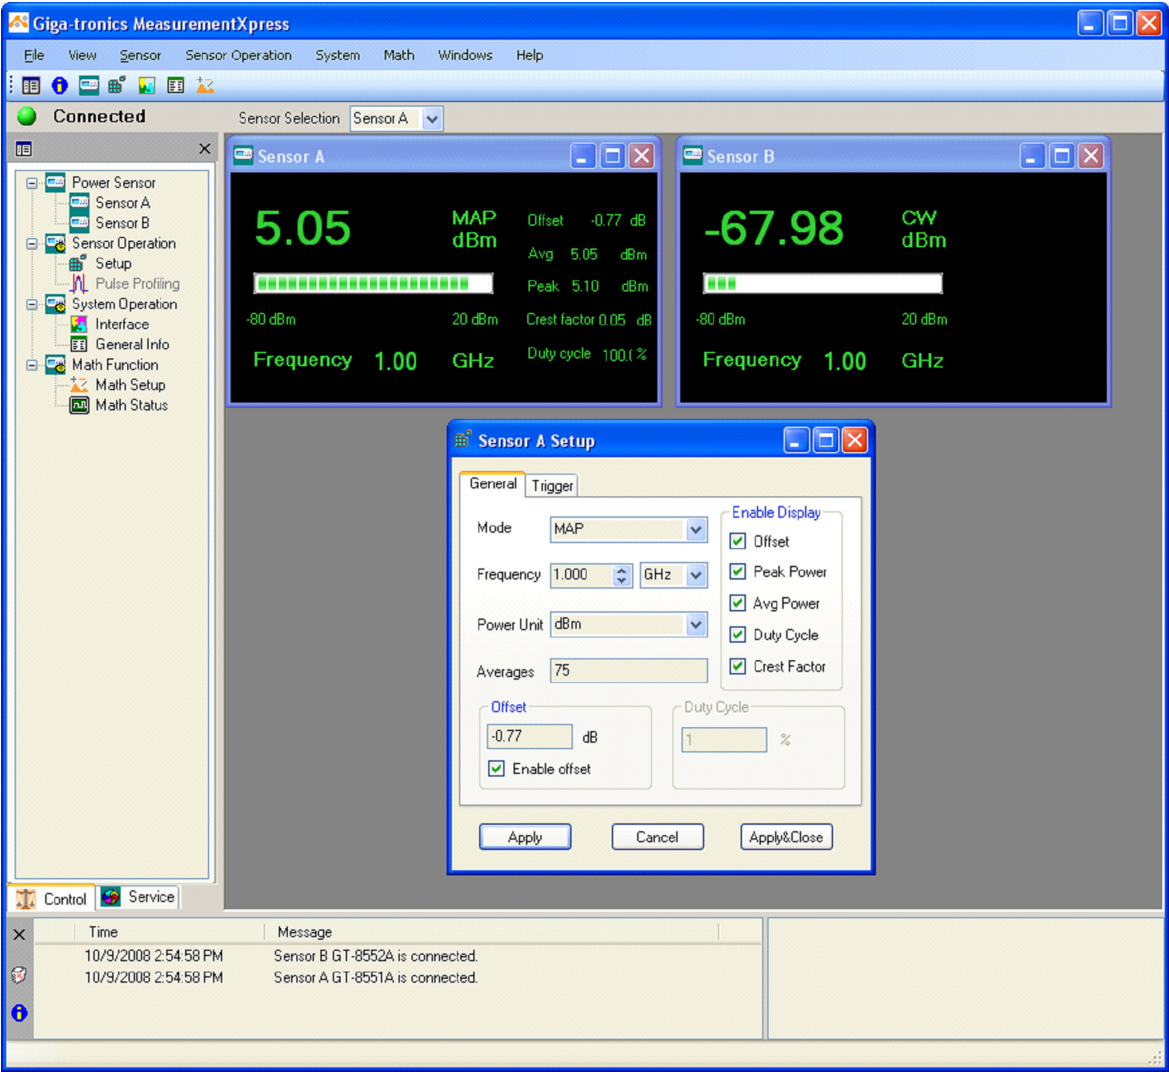 Giga-tronics MeasurementXpress
File View Sensor Sensor Operation System Math Windows Help
Connected
Sensor Selection Sensor A
Power Sensor
Sensor A
Sensor B
Sensor Operation
Setup
Pulse Profiling
System Operation
Interface
General Info
Math Function
Math Setup
Math Status
Sensor A
5.05 MAP dBm
Offset -0.77 dB
Avg 5.05 dBm
Peak 5.10 dBm
-80 dBm 20 dBm
Crest factor 0.05 dB
Frequency 1.00 GHz
Duty cycle 100.( %
Sensor B
-67.98 CW dBm
-80 dBm 20 dBm
Frequency 1.00 GHz
Sensor A Setup
General Trigger
Mode MAP
Frequency 1.000 GHz
Power Unit dBm
Averages 75
Enable Display
Offset
Peak Power
Avg Power
Duty Cycle
Crest Factor
Offset
-0.77 dB
Enable offset
Duty Cycle
1 %
Apply Cancel Apply&Close
Control Service
Time Message
10/9/2008 2:54:58 PM Sensor B GT-8552A is connected.
10/9/2008 2:54:58 PM Sensor A GT-8551A is connected.